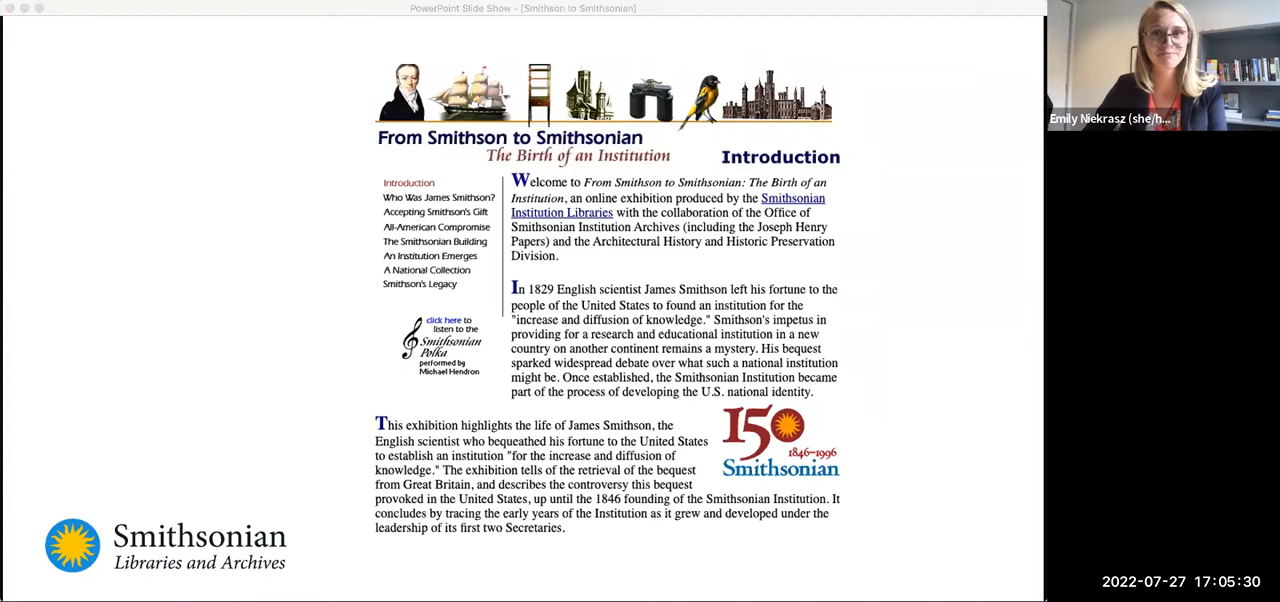 PowerPoint Slide Show - [Smithson to Smithsonian]
Emily Niekrasz (she/h...
From Smithson to Smithsonian
The Birth of an Institution
Introduction
Introduction
Who Was James Smithson?
Accepting Smithson's Gift
All-American Compromise
The Smithsonian Building
An Institution Emerges
A National Collection
Smithson's Legacy
click here to
listen to the
Smithsonian
Polka
performed by
Michael Hendron
Welcome to From Smithson to Smithsonian: The Birth of an
Institution, an online exhibition produced by the Smithsonian
Institution Libraries with the collaboration of the Office of
Smithsonian Institution Archives (including the Joseph Henry
Papers) and the Architectural History and Historic Preservation
Division.
In 1829 English scientist James Smithson left his fortune to the
people of the United States to found an institution for the
"increase and diffusion of knowledge." Smithson's impetus in
providing for a research and educational institution in a new
country on another continent remains a mystery. His bequest
sparked widespread debate over what such a national institution
might be. Once established, the Smithsonian Institution became
part of the process of developing the U.S. national identity.
This exhibition highlights the life of James Smithson, the
English scientist who bequeathed his fortune to the United States
to establish an institution "for the increase and diffusion of
knowledge." The exhibition tells of the retrieval of the bequest
from Great Britain, and describes the controversy this bequest
provoked in the United States, up until the 1846 founding of the Smithsonian Institution. It
concludes by tracing the early years of the Institution as it grew and developed under the
leadership of its first two Secretaries.
150
1846-1996
Smithsonian
Smithsonian
Libraries and Archives
2022-07-27 17:05:30